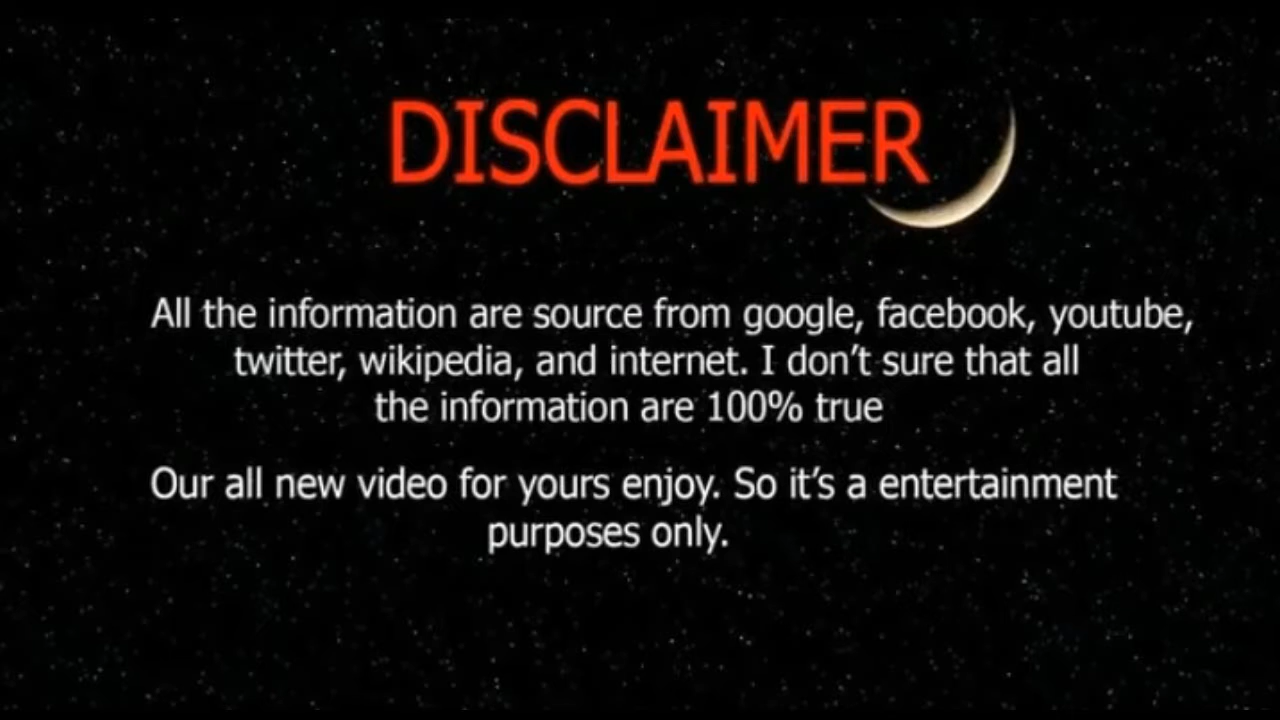 DISCLAIMER
All the information are source from google, facebook, youtube,
twitter, wikipedia, and internet. I don't sure that all
the information are 100% true
Our all new video for yours enjoy. So it's a entertainment
purposes only.